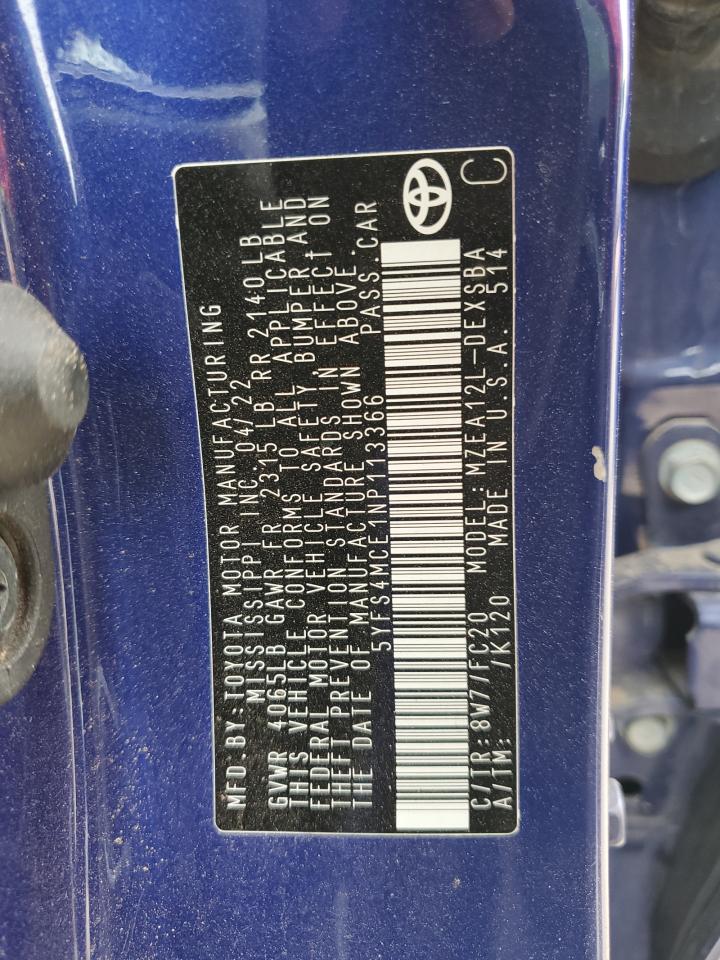 MFD.BY:TOYOTA MOTOR MANUFACTURING
MISSISSIPPI INC.04/22
GVWR 4065LB GAWR FR 2315 LB RR 2140LB
THIS VEHICLE CONFORMS TO ALL APPLICABLE
FEDERAL MOTOR VEHICLE SAFETY, BUMPER AND
THEFT PREVENTION STANDARDS IN EFFECT ON
THE DATE OF MANUFACTURE SHOWN ABOVE.
5YFS4MCE1NP113366 PASS.CAR
C/TR:8W7/FC20 MODEL:MZEA12L-DEXSBA
A/TM: /K120 MADE IN U.S.A. 514
C